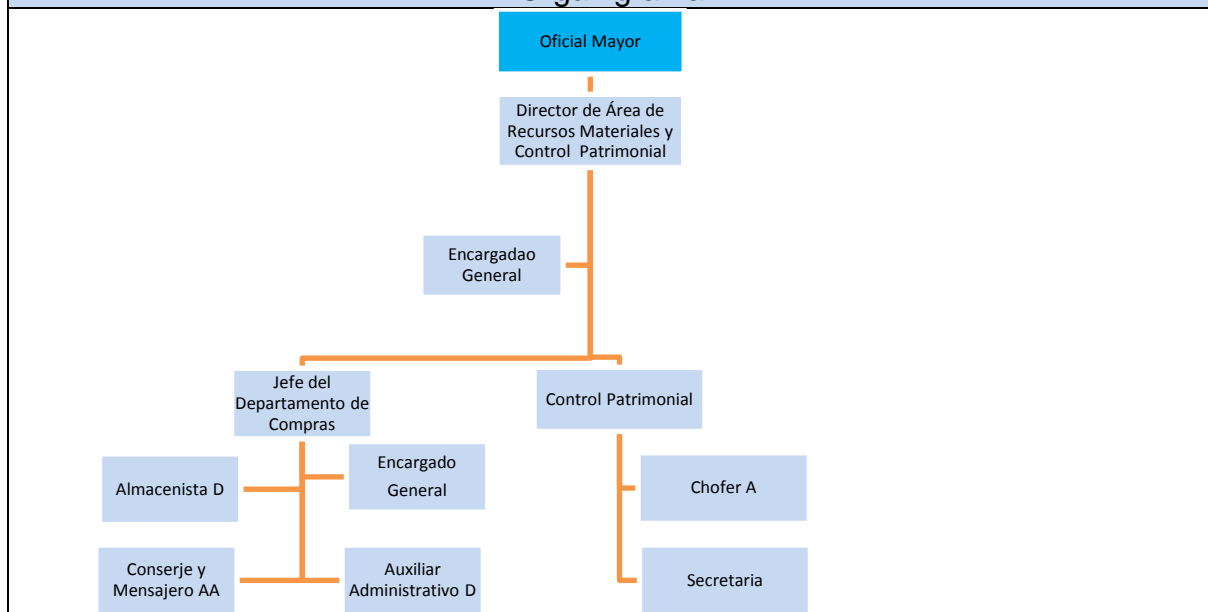 Oficial Mayor
Director de Área de
Recursos Materiales y
Control Patrimonial
Encargadao
General
Jefe del
Departamento de
Compras
Control Patrimonial
Almacenista D
Encargado
General
Chofer A
Conserje y
Mensajero AA
Auxiliar
Administrativo D
Secretaria